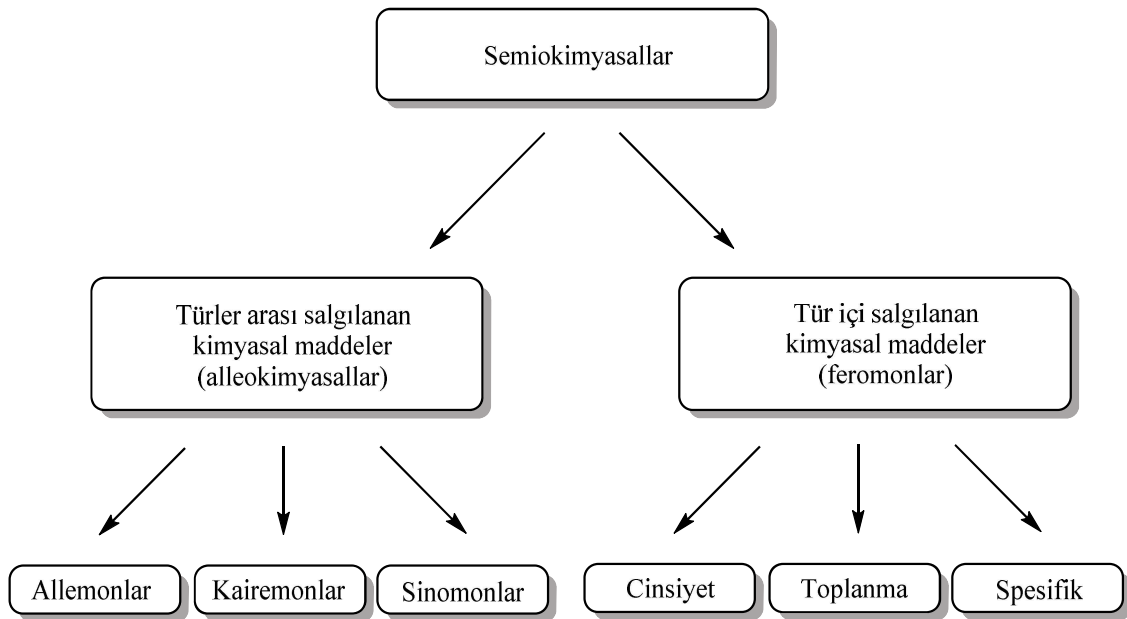 Semiokimyasallar
Türler arası salgılanan
kimyasal maddeler
(alleokimyasallar)
Tür içi salgılanan
kimyasal maddeler
(feromonlar)
Allemonlar
Kairemonlar
Sinomonlar
Cinsiyet
Toplanma
Spesifik